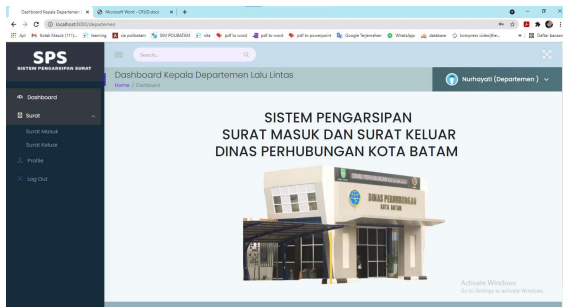 Dashboard Kepala Departemen
Microsoft Word - CRUD.docx
localhost:8000/departemen
Apl
Kotak Masuk (111)...
learning
sia polibatam
SIM POLIBATAM
site
pdf to word
pdf to word
pdf to powerpoint
Google Terjemahan
WhatsApp
database
kompress video|the...
Daftar bacaan
SPS
SISTEM PENGARSIPAN SURAT
Search...
Dashboard Kepala Departemen Lalu Lintas
Home / Dashboard
Nurhayati (Departemen )
Dashboard
Surat
Surat Masuk
Surat Keluar
Profile
Log Out
SISTEM PENGARSIPAN
SURAT MASUK DAN SURAT KELUAR
DINAS PERHUBUNGAN KOTA BATAM
DINAS PERHUBUNGAN
KOTA BATAM
Activate Windows
Go to Settings to activate Windows.